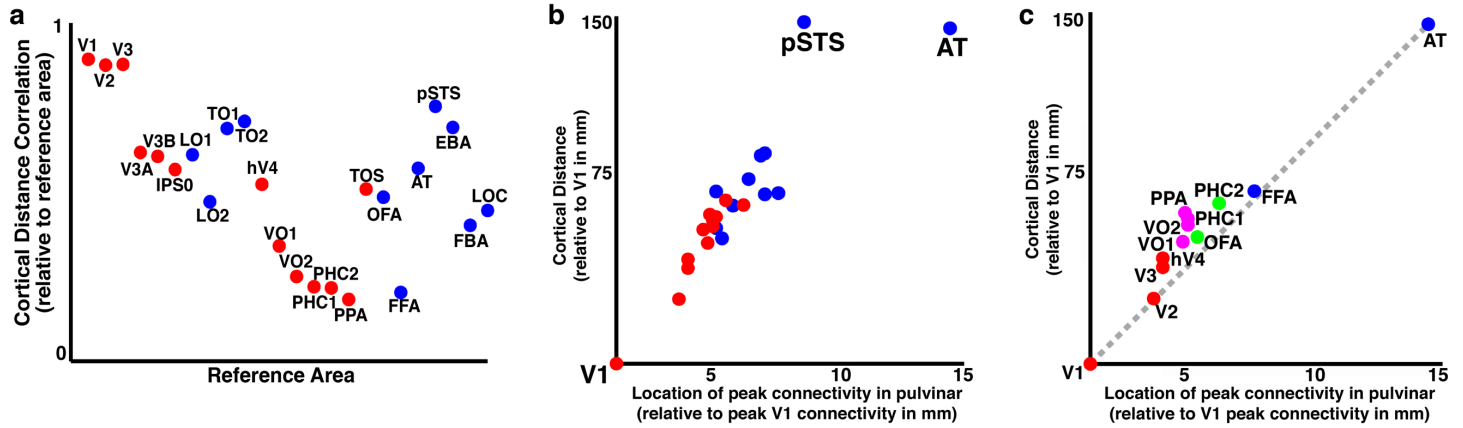 a
1
Cortical Distance Correlation
(relative to reference area)
0
V1
V2
V3
V3A
V3B
IPS0
LO1
LO2
TO1
TO2
hV4
VO1
VO2
PHC1
PHC2
PPA
TOS
OFA
FFA
AT
pSTS
EBA
FBA
LOC
Reference Area
b
150
75
Cortical Distance
(relative to V1 in mm)
pSTS
AT
V1
5
10
15
Location of peak connectivity in pulvinar
(relative to peak V1 connectivity in mm)
c
150
75
Cortical Distance
(relative to V1 in mm)
AT
PPA
PHC2
FFA
PHC1
VO2
VO1
OFA
hV4
V3
V2
V1
5
10
15
Location of peak connectivity in pulvinar
(relative to V1 peak connectivity in mm)